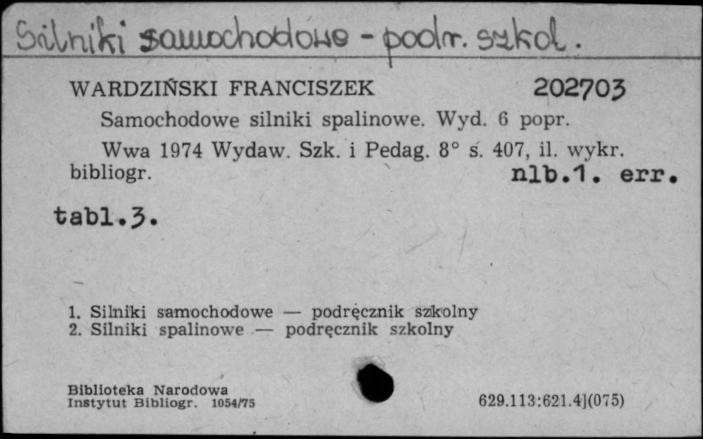 Silniki samochodowe - podr. szkol.
WARDZIŃSKI FRANCISZEK 202703
Samochodowe silniki spalinowe. Wyd. 6 popr.
Wwa 1974 Wydaw. Szk. i Pedag. 8° s. 407, il. wykr.
bibliogr. nlb.1. err.
tabl.3.
1. Silniki samochodowe — podręcznik szkolny
2. Silniki spalinowe — podręcznik szkolny
Biblioteka Narodowa
Instytut Bibliogr. 1054/75 629.113:621.4](075)